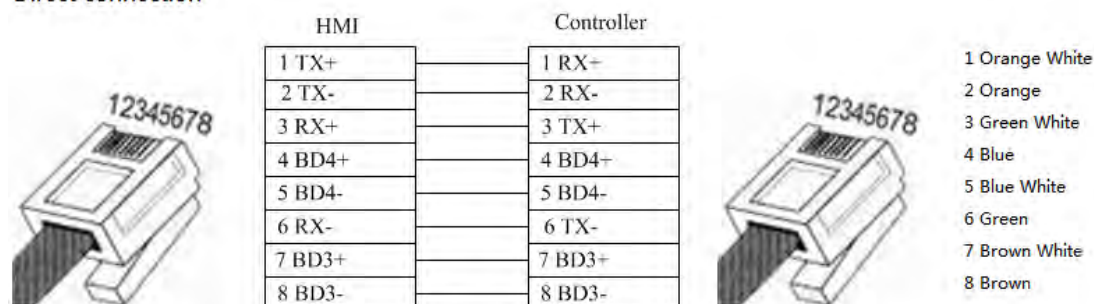 HMI Controller
1 TX+ 1 RX+
2 TX- 2 RX-
3 RX+ 3 TX+
4 BD4+ 4 BD4+
5 BD4- 5 BD4-
6 RX- 6 TX-
7 BD3+ 7 BD3+
8 BD3- 8 BD3-
12345678
12345678
1 Orange White
2 Orange
3 Green White
4 Blue
5 Blue White
6 Green
7 Brown White
8 Brown